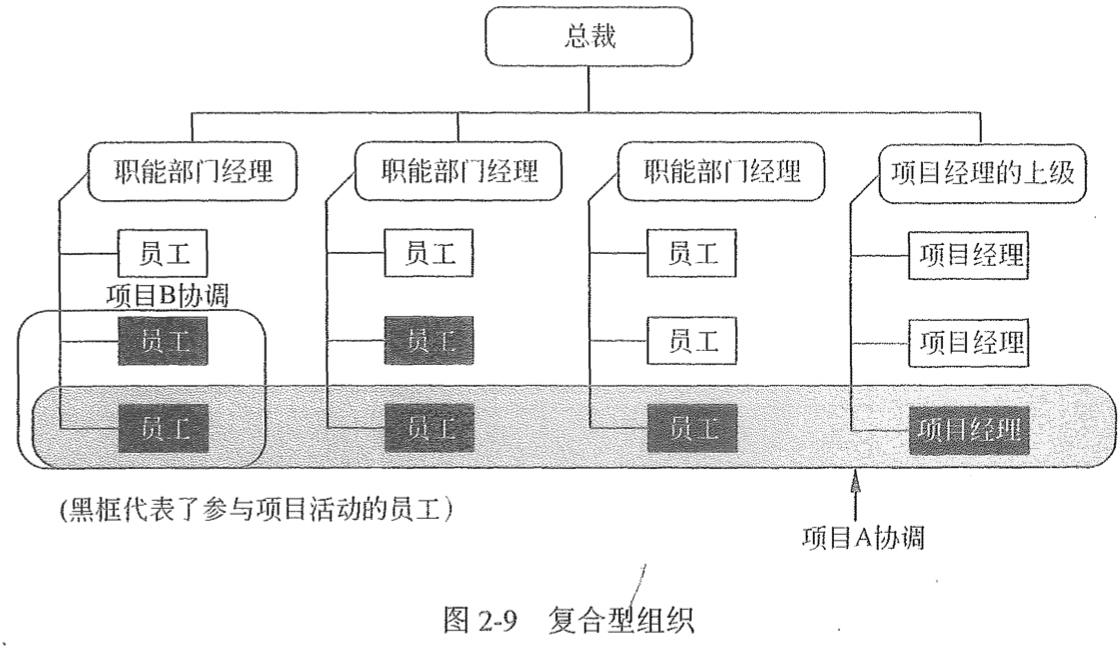 总裁
职能部门经理 职能部门经理 职能部门经理 项目经理的上级
员工 员工 员工 项目经理
项目B协调
员工 员工 员工 项目经理
员工 员工 员工 项目经理
(黑框代表了参与项目活动的员工)
项目A协调
图 2-9 复合型组织